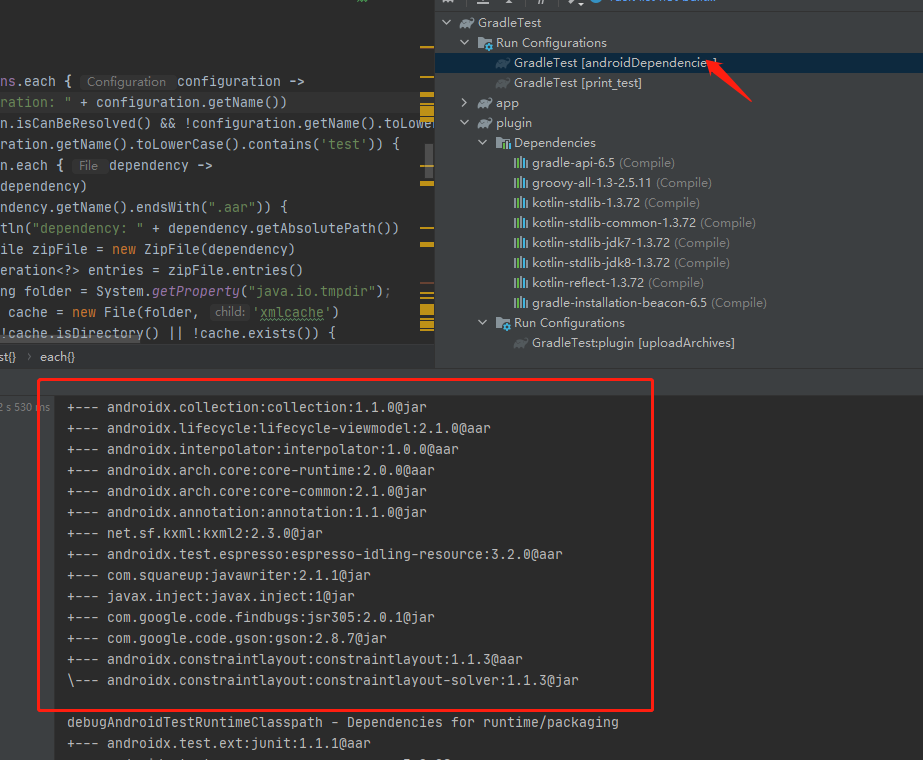 GradleTest
Run Configurations
GradleTest [androidDependencies]
GradleTest [print_test]
app
plugin
Dependencies
gradle-api-6.5 (Compile)
groovy-all-1.3-2.5.11 (Compile)
kotlin-stdlib-1.3.72 (Compile)
kotlin-stdlib-common-1.3.72 (Compile)
kotlin-stdlib-jdk7-1.3.72 (Compile)
kotlin-stdlib-jdk8-1.3.72 (Compile)
kotlin-reflect-1.3.72 (Compile)
gradle-installation-beacon-6.5 (Compile)
Run Configurations
GradleTest:plugin [uploadArchives]
ns.each { Configuration configuration ->
ration: " + configuration.getName())
n.isCanBeResolved() && !configuration.getName().toLower
ration.getName().toLowerCase().contains('test')) {
n.each { File dependency ->
dependency)
ndency.getName().endsWith(".aar")) {
tln("dependency: " + dependency.getAbsolutePath())
ile zipFile = new ZipFile(dependency)
eration<?> entries = zipFile.entries()
ng folder = System.getProperty("java.io.tmpdir");
cache = new File(folder, child: 'xmlcache')
!cache.isDirectory() || !cache.exists()) {
st{} › each{}
2 s 530 ms
+--- androidx.collection:collection:1.1.0@jar
+--- androidx.lifecycle:lifecycle-viewmodel:2.1.0@aar
+--- androidx.interpolator:interpolator:1.0.0@aar
+--- androidx.arch.core:core-runtime:2.0.0@aar
+--- androidx.arch.core:core-common:2.1.0@jar
+--- androidx.annotation:annotation:1.1.0@jar
+--- net.sf.kxml:kxml2:2.3.0@jar
+--- androidx.test.espresso:espresso-idling-resource:3.2.0@aar
+--- com.squareup:javawriter:2.1.1@jar
+--- javax.inject:javax.inject:1@jar
+--- com.google.code.findbugs:jsr305:2.0.1@jar
+--- com.google.code.gson:gson:2.8.7@jar
+--- androidx.constraintlayout:constraintlayout:1.1.3@aar
\--- androidx.constraintlayout:constraintlayout-solver:1.1.3@jar
debugAndroidTestRuntimeClasspath - Dependencies for runtime/packaging
+--- androidx.test.ext:junit:1.1.1@aar